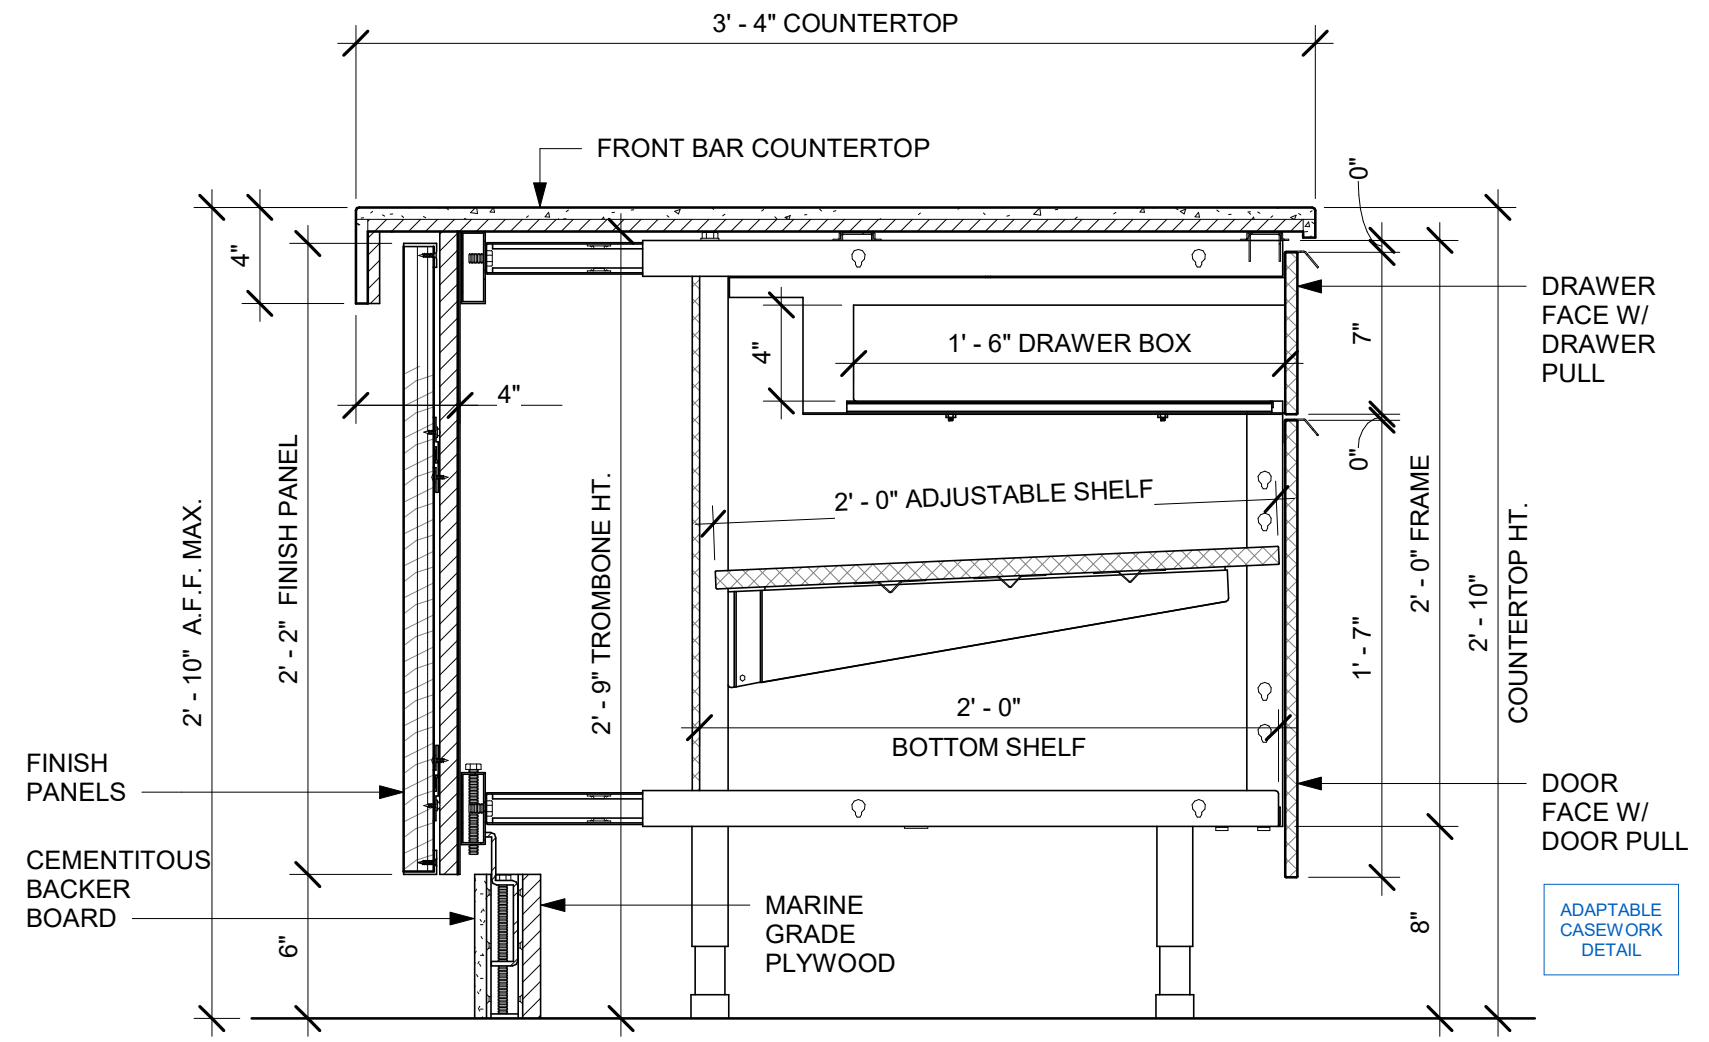 3' - 4" COUNTERTOP
FRONT BAR COUNTERTOP
0"
4"
DRAWER
FACE W/
DRAWER
PULL
7"
1' - 6" DRAWER BOX
4"
4"
0"
2' - 0" ADJUSTABLE SHELF
2' - 10" A.F.F. MAX.
2' - 2" FINISH PANEL
2' - 9" TROMBONE HT.
1' - 7"
2' - 0" FRAME
2' - 10"
COUNTERTOP HT.
2' - 0"
BOTTOM SHELF
FINISH
PANELS
DOOR
FACE W/
DOOR PULL
CEMENTITOUS
BACKER
BOARD
6"
MARINE
GRADE
PLYWOOD
8"
ADAPTABLE
CASEWORK
DETAIL